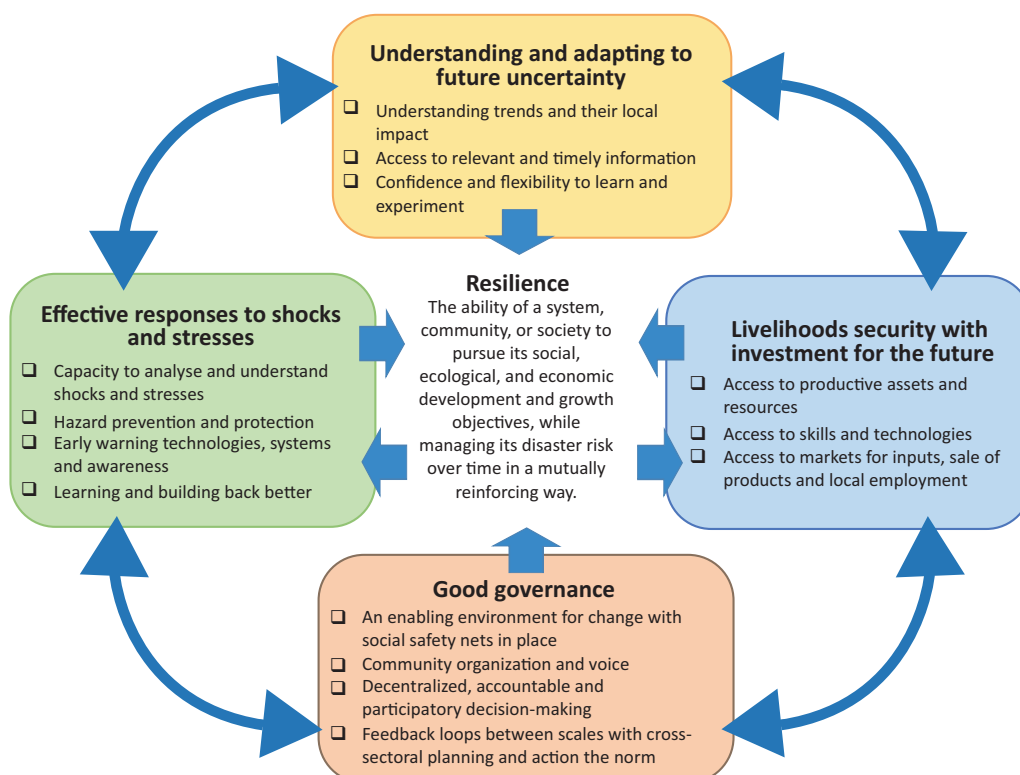 Understanding and adapting to
future uncertainty
❑ Understanding trends and their local
impact
❑ Access to relevant and timely information
❑ Confidence and flexibility to learn and
experiment
Effective responses to shocks
and stresses
❑ Capacity to analyse and understand
shocks and stresses
❑ Hazard prevention and protection
❑ Early warning technologies, systems
and awareness
❑ Learning and building back better
Resilience
The ability of a system,
community, or society to
pursue its social,
ecological, and economic
development and growth
objectives, while
managing its disaster risk
over time in a mutually
reinforcing way.
Livelihoods security with
investment for the future
❑ Access to productive assets and
resources
❑ Access to skills and technologies
❑ Access to markets for inputs, sale of
products and local employment
Good governance
❑ An enabling environment for change with
social safety nets in place
❑ Community organization and voice
❑ Decentralized, accountable and
participatory decision-making
❑ Feedback loops between scales with cross-
sectoral planning and action the norm